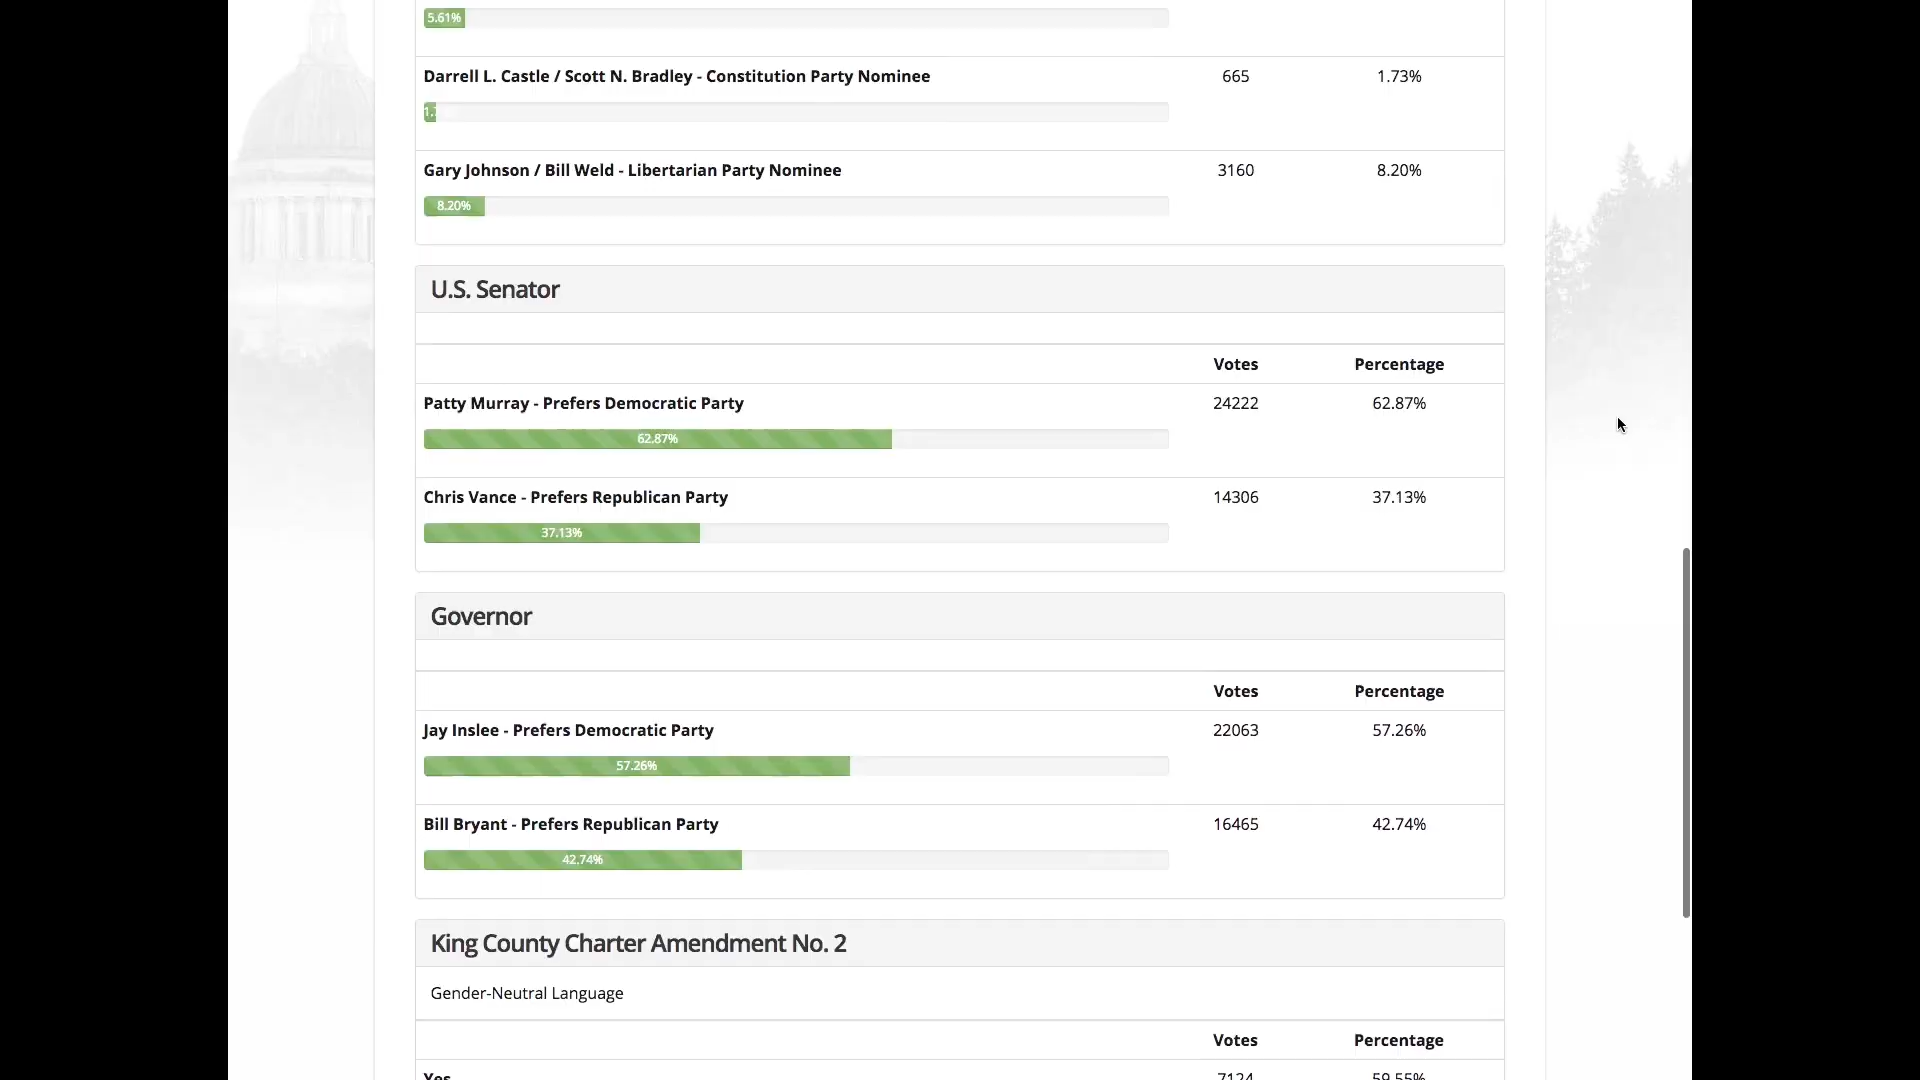 5.61%
Darrell L. Castle / Scott N. Bradley - Constitution Party Nominee 665 1.73%
Gary Johnson / Bill Weld - Libertarian Party Nominee 3160 8.20%
8.20%
U.S. Senator
Votes Percentage
Patty Murray - Prefers Democratic Party 24222 62.87%
62.87%
Chris Vance - Prefers Republican Party 14306 37.13%
37.13%
Governor
Votes Percentage
Jay Inslee - Prefers Democratic Party 22063 57.26%
57.26%
Bill Bryant - Prefers Republican Party 16465 42.74%
42.74%
King County Charter Amendment No. 2
Gender-Neutral Language
Votes Percentage
Yes 7124 59.55%